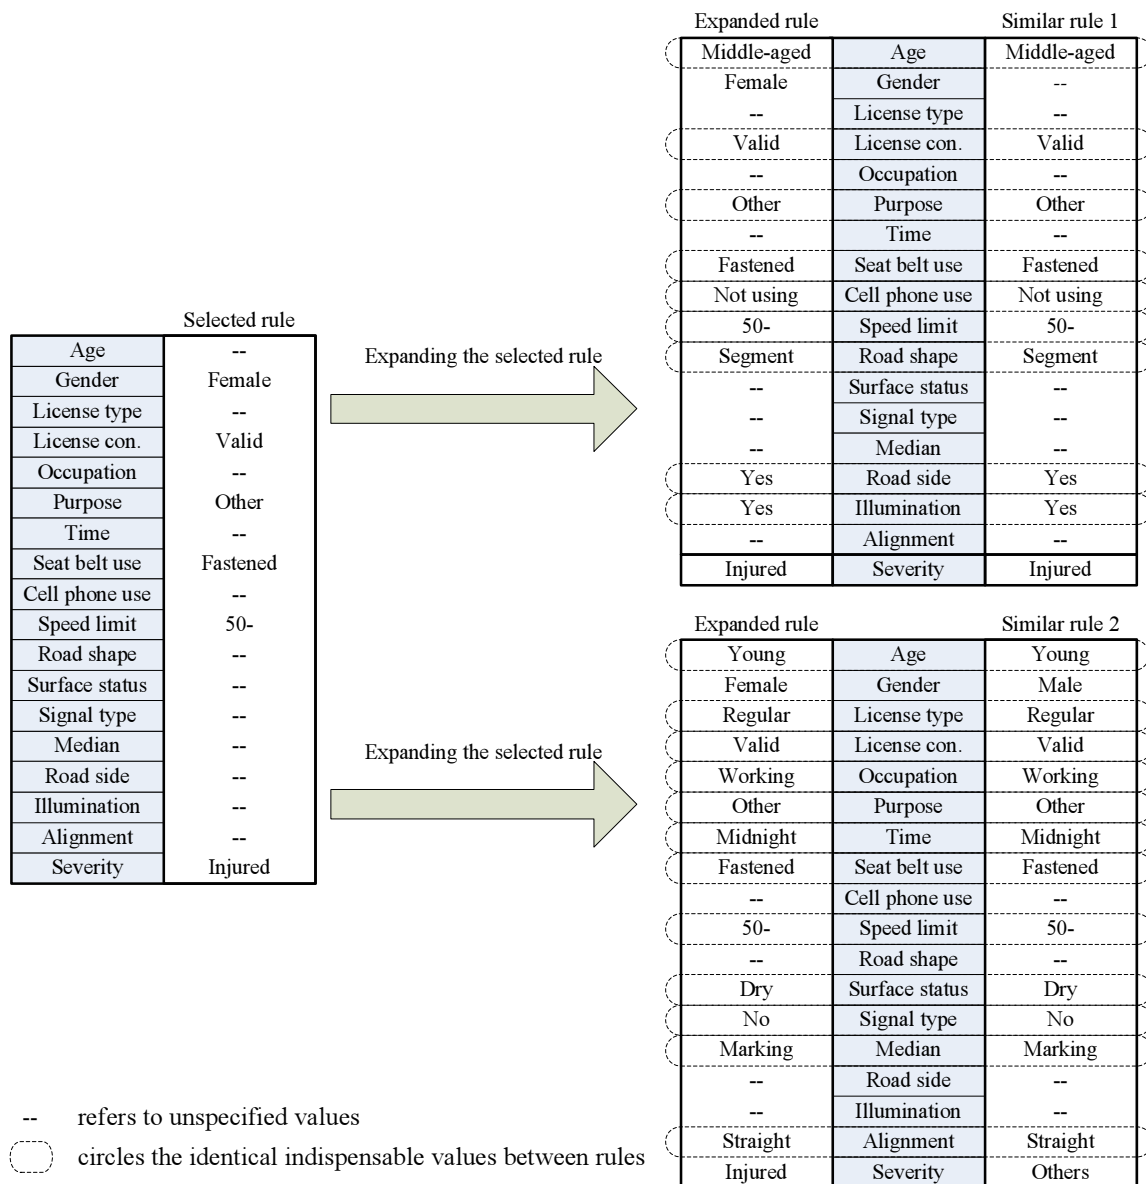 Expanded rule Similar rule 1
Middle-aged Age Middle-aged
Female Gender --
-- License type --
Valid License con. Valid
-- Occupation --
Other Purpose Other
-- Time --
Fastened Seat belt use Fastened
Not using Cell phone use Not using
50- Speed limit 50-
Segment Road shape Segment
-- Surface status --
-- Signal type --
-- Median --
Yes Road side Yes
Yes Illumination Yes
-- Alignment --
Injured Severity Injured
Selected rule
Age --
Gender Female
License type --
License con. Valid
Occupation --
Purpose Other
Time --
Seat belt use Fastened
Cell phone use --
Speed limit 50-
Road shape --
Surface status --
Signal type --
Median --
Road side --
Illumination --
Alignment --
Severity Injured
Expanding the selected rule
Expanding the selected rule
Expanded rule Similar rule 2
Young Age Young
Female Gender Male
Regular License type Regular
Valid License con. Valid
Working Occupation Working
Other Purpose Other
Midnight Time Midnight
Fastened Seat belt use Fastened
-- Cell phone use --
50- Speed limit 50-
-- Road shape --
Dry Surface status Dry
No Signal type No
Marking Median Marking
-- Road side --
-- Illumination --
Straight Alignment Straight
Injured Severity Others
-- refers to unspecified values
circles the identical indispensable values between rules